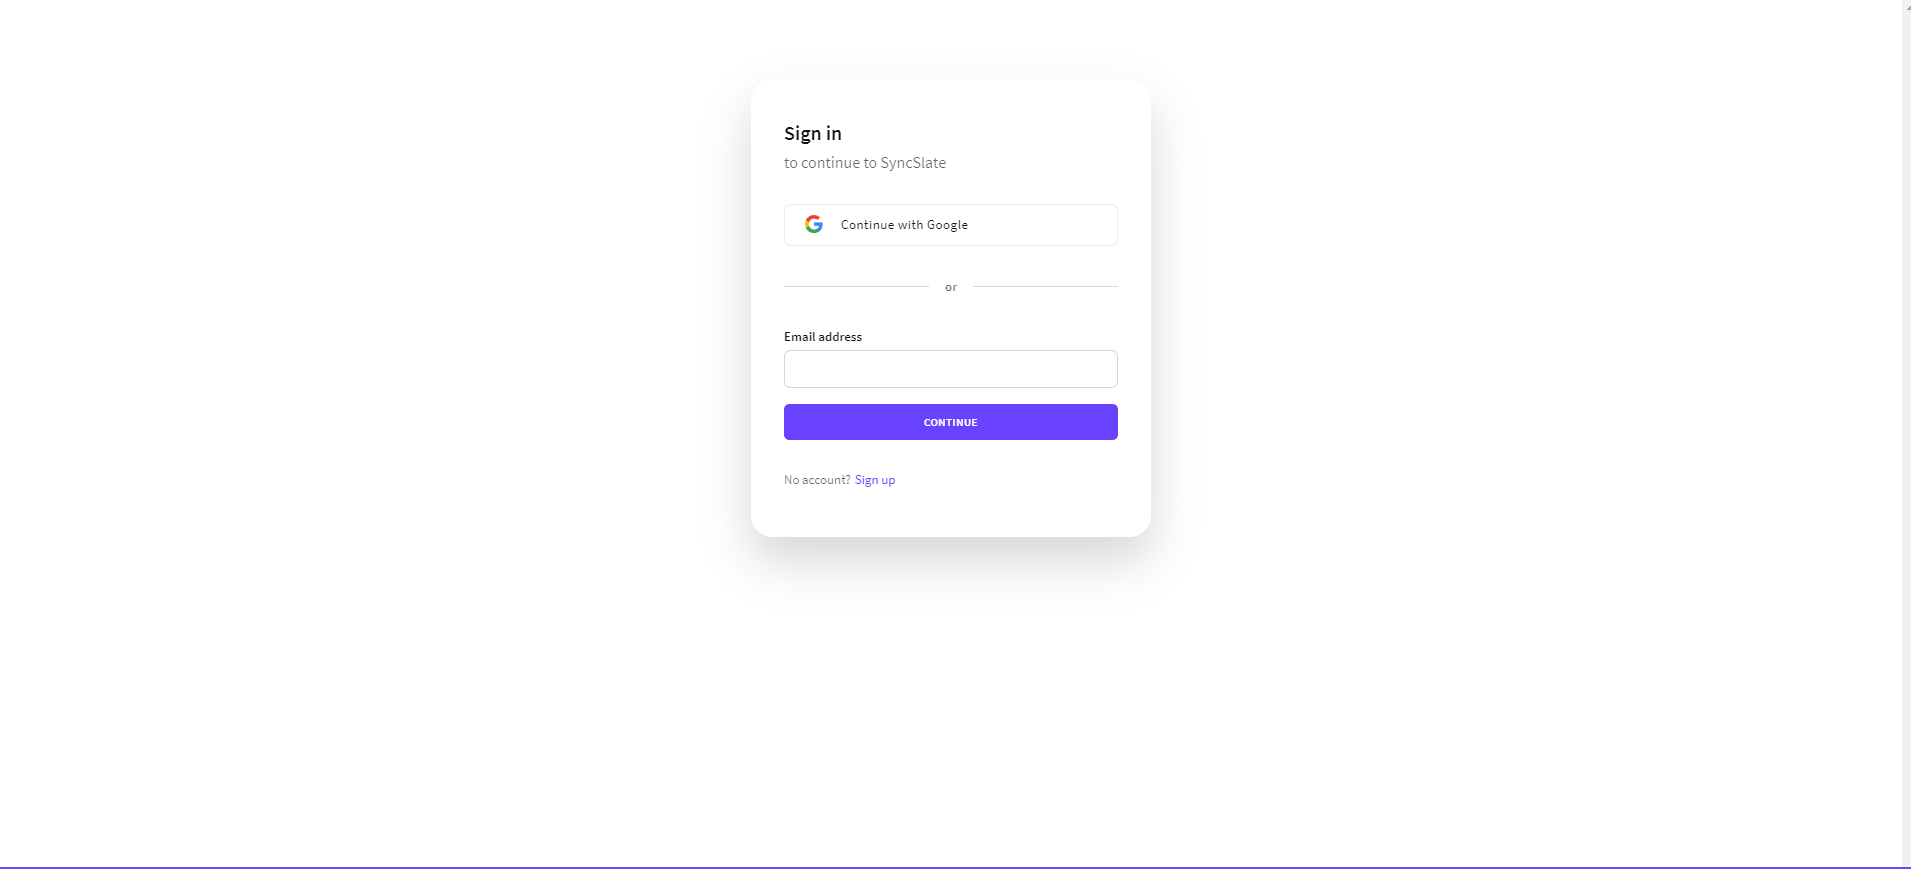 Sign in
to continue to SyncSlate
Continue with Google
or
Email address
CONTINUE
No account? Sign up